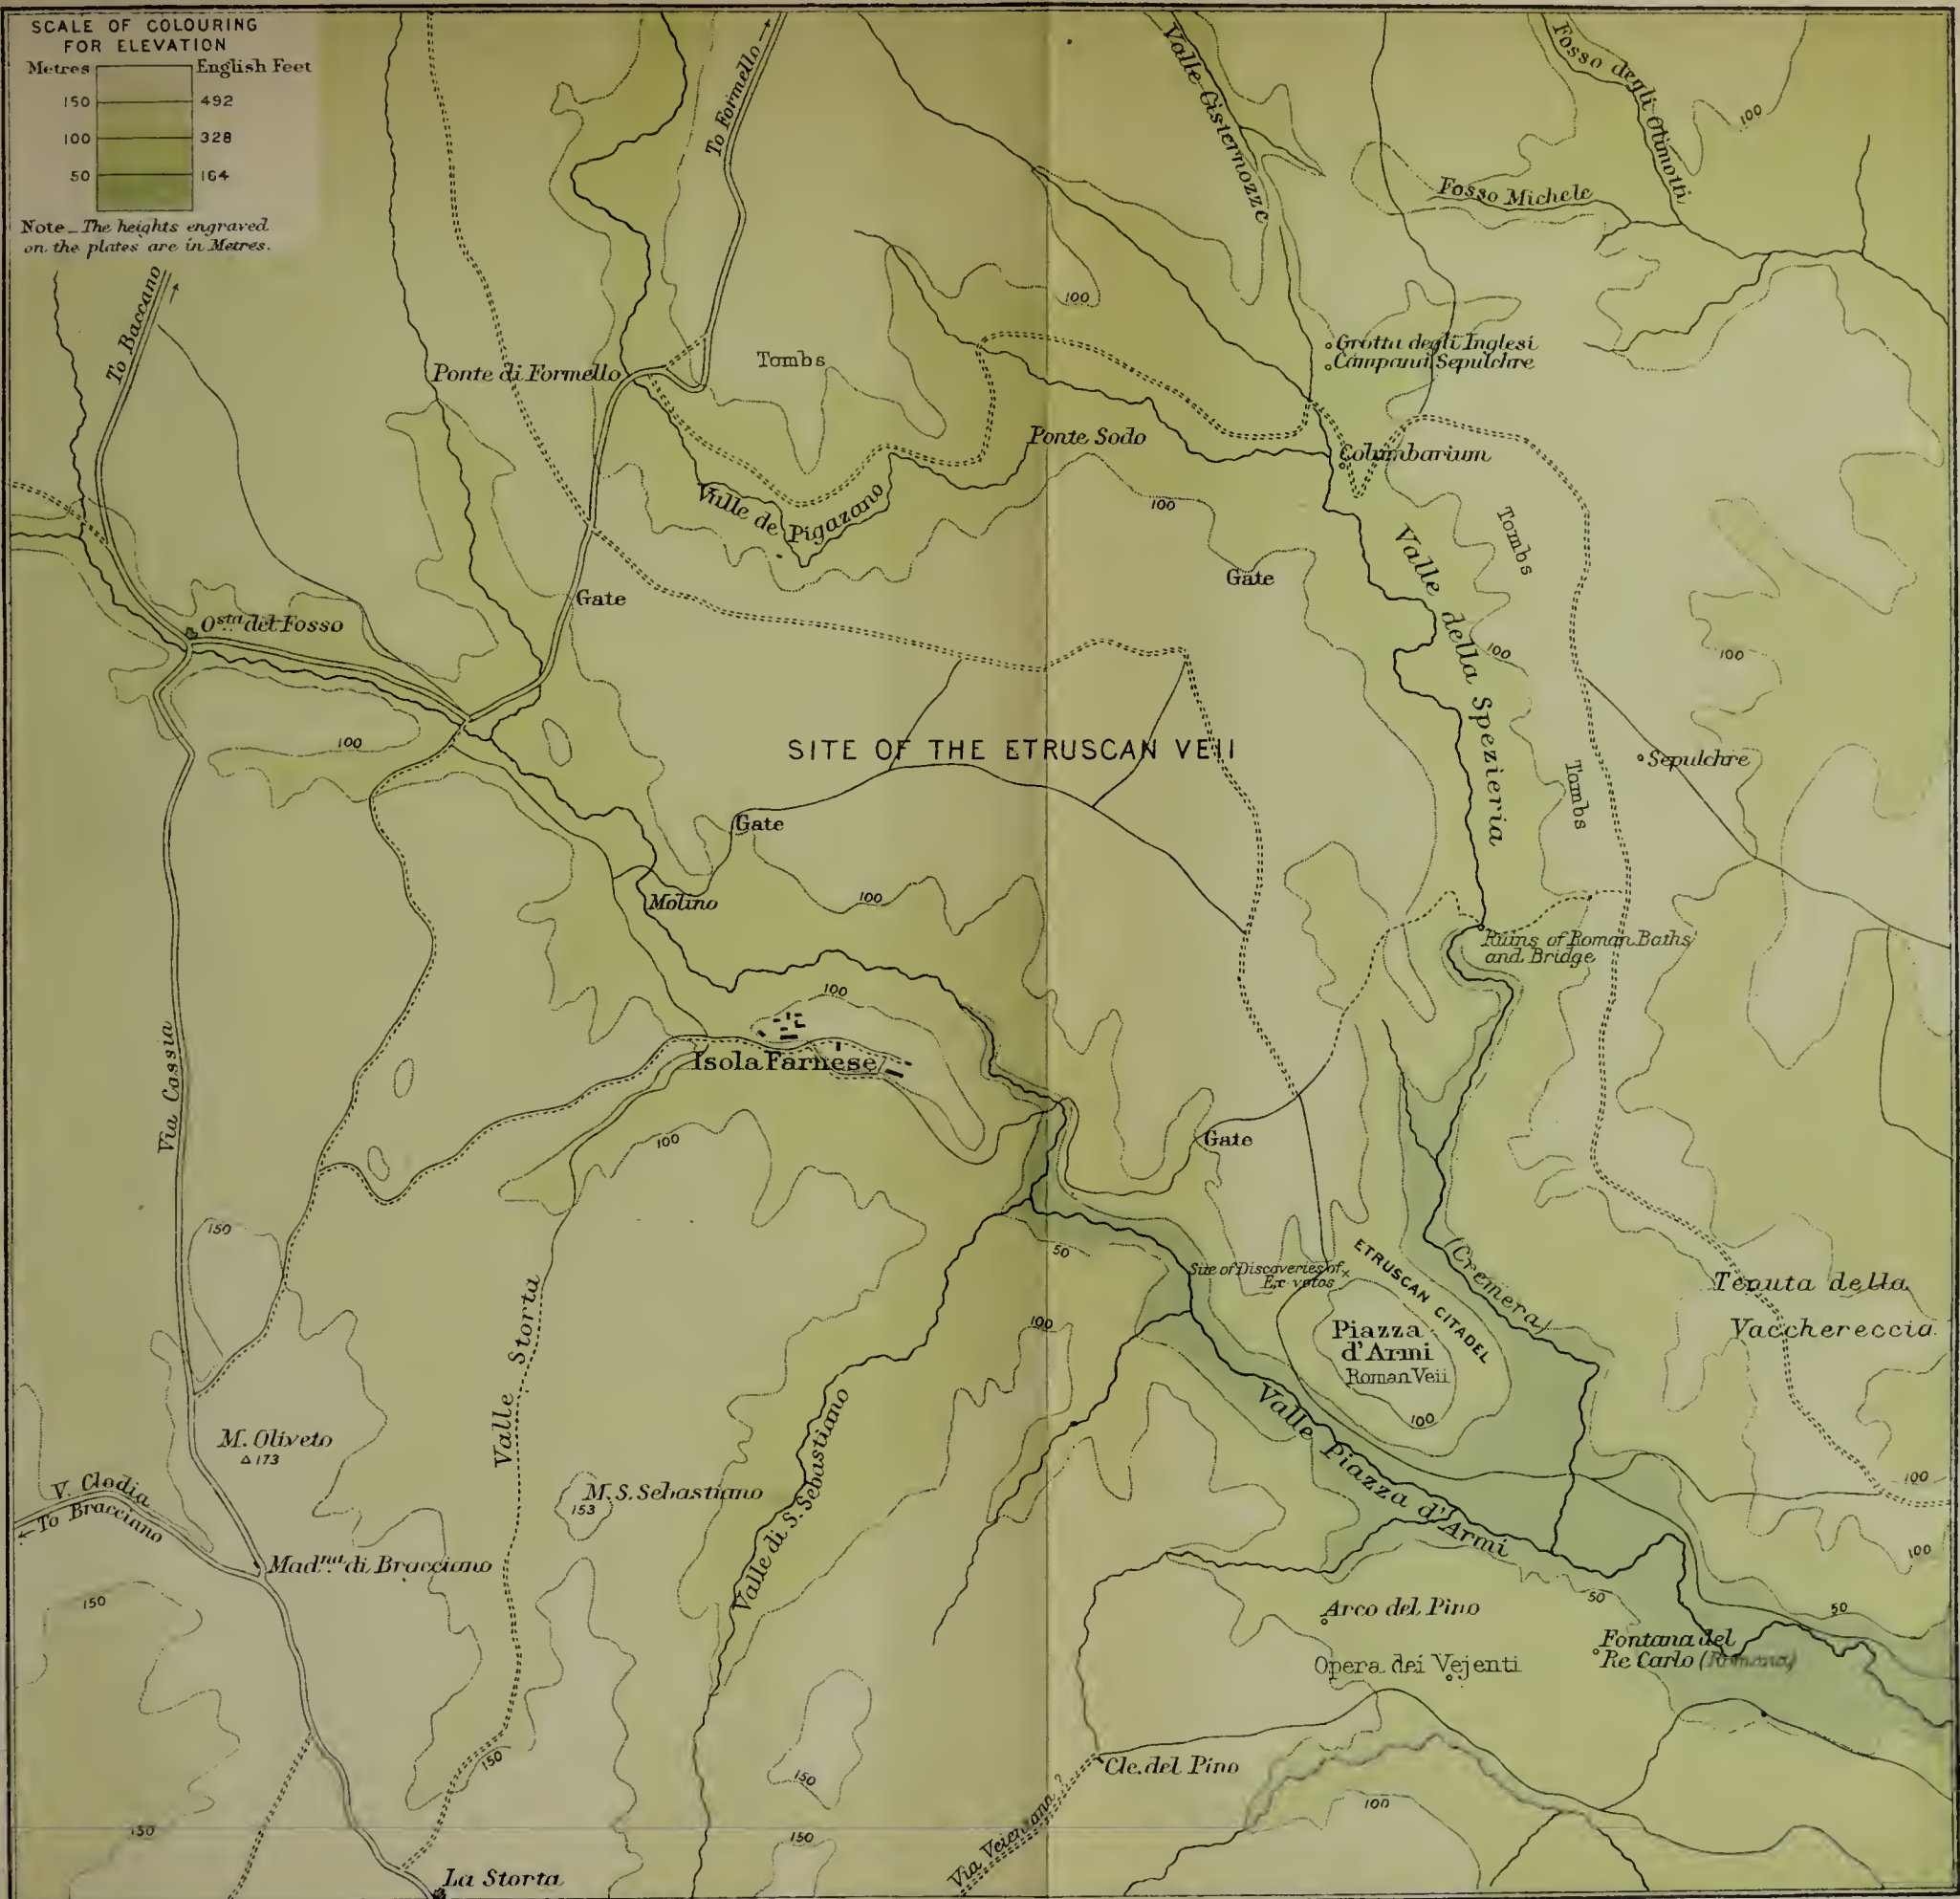 SCALE OF COLOURING
FOR ELEVATION
Metres English Feet
150 492
100 328
50 164
Note _ The heights engraved
on the plates are in Metres.
To Baccano
To Formello
Valle Cisternozze
Fosso degli Olimotti
100
Fosso Michele
100
Ponte di Formello
Tombs
Grotta degli Inglesi
Campana Sepulchre
Ponte Sodo
Columbarium
Valle de Pigazano
100
Tombs
Gate
Gate
Osta. del Fosso
Valle della Spezieria
100
100
100
SITE OF THE ETRUSCAN VEII
Sepulchre
Tombs
Gate
100
Molino
Ruins of Roman Baths
and Bridge
100
Isola Farnese
Via Cassia
100
Gate
150
50
Site of Discoveries of
Ex votos
ETRUSCAN CITADEL
(Cremera)
Tenuta della
Vacchereccia
100
Piazza
d'Armi
Roman Veii
100
Valle Storta
Valle Piazza d'Armi
M. Oliveto
173
V. Clodia
To Bracciano
M. S. Sebastiano
153
Valle di S. Sebastiano
100
100
Madna. di Bracciano
150
50
50
Arco del Pino
Fontana del
Re Carlo (Romana)
Opera dei Vejenti
150
150
Cle. del Pino
100
150
150
Via Veientana ?
La Storta